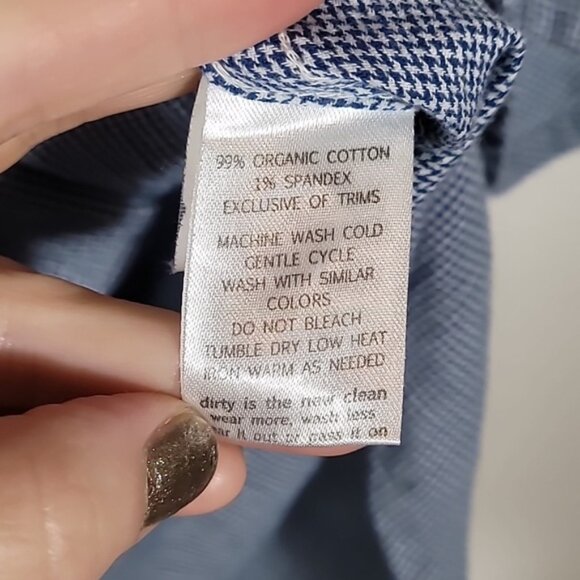 99% ORGANIC COTTON
1% SPANDEX
EXCLUSIVE OF TRIMS
MACHINE WASH COLD
GENTLE CYCLE
WASH WITH SIMILAR
COLORS
DO NOT BLEACH
TUMBLE DRY LOW HEAT
IRON WARM AS NEEDED
dirty is the new clean
wear more, wash less
it out or pass it on